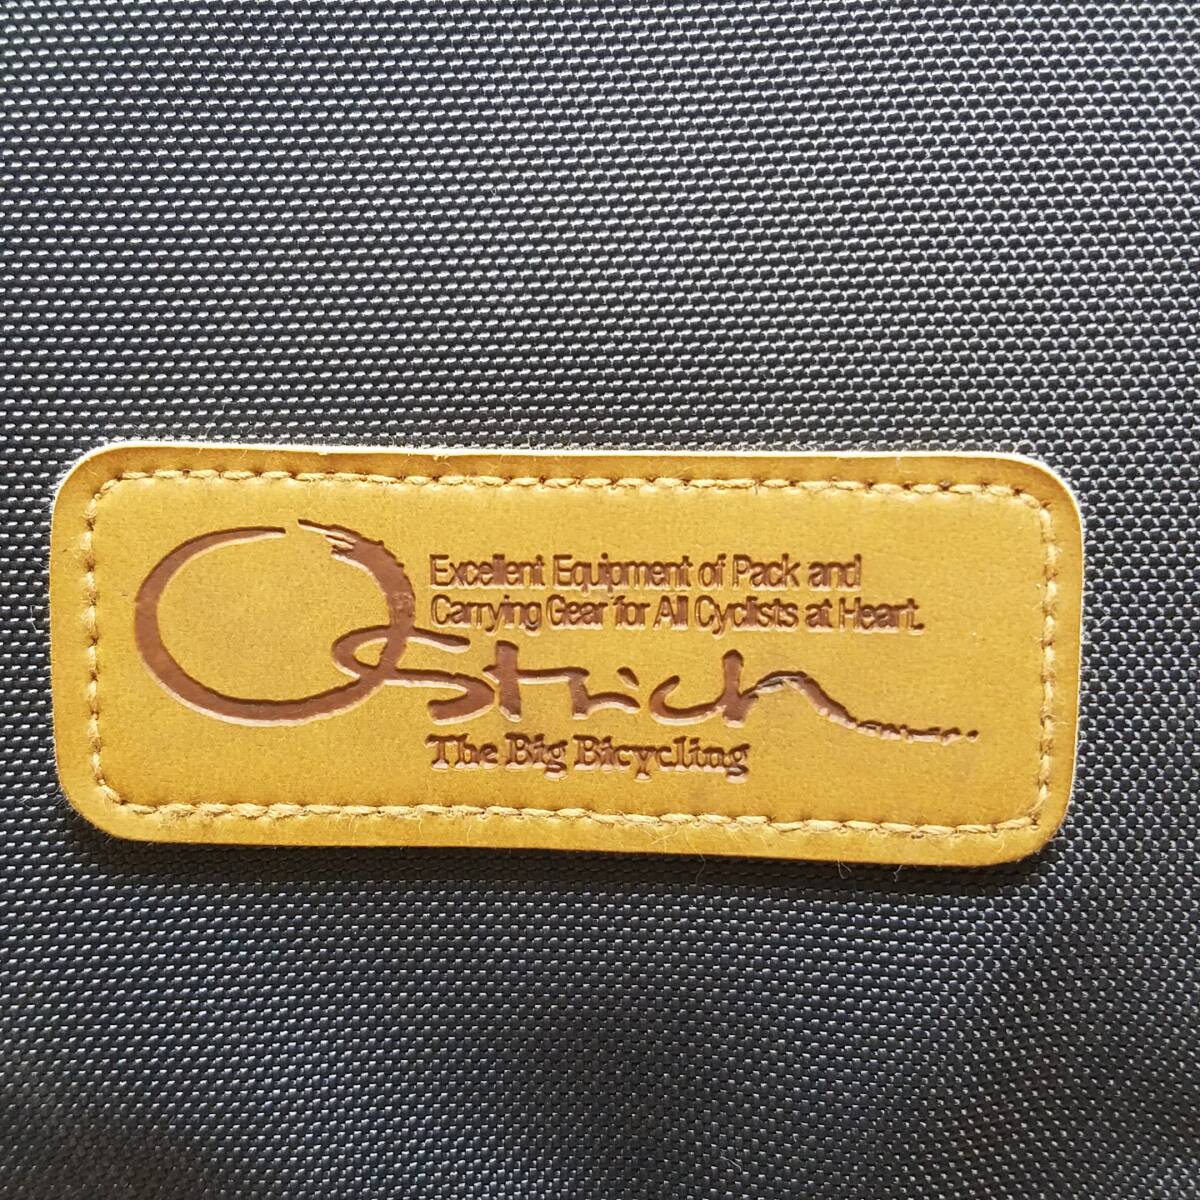 Excellent Equipment of Pack and
Carrying Gear for All Cyclists at Heart.
Ostrich
The Big Bicycling